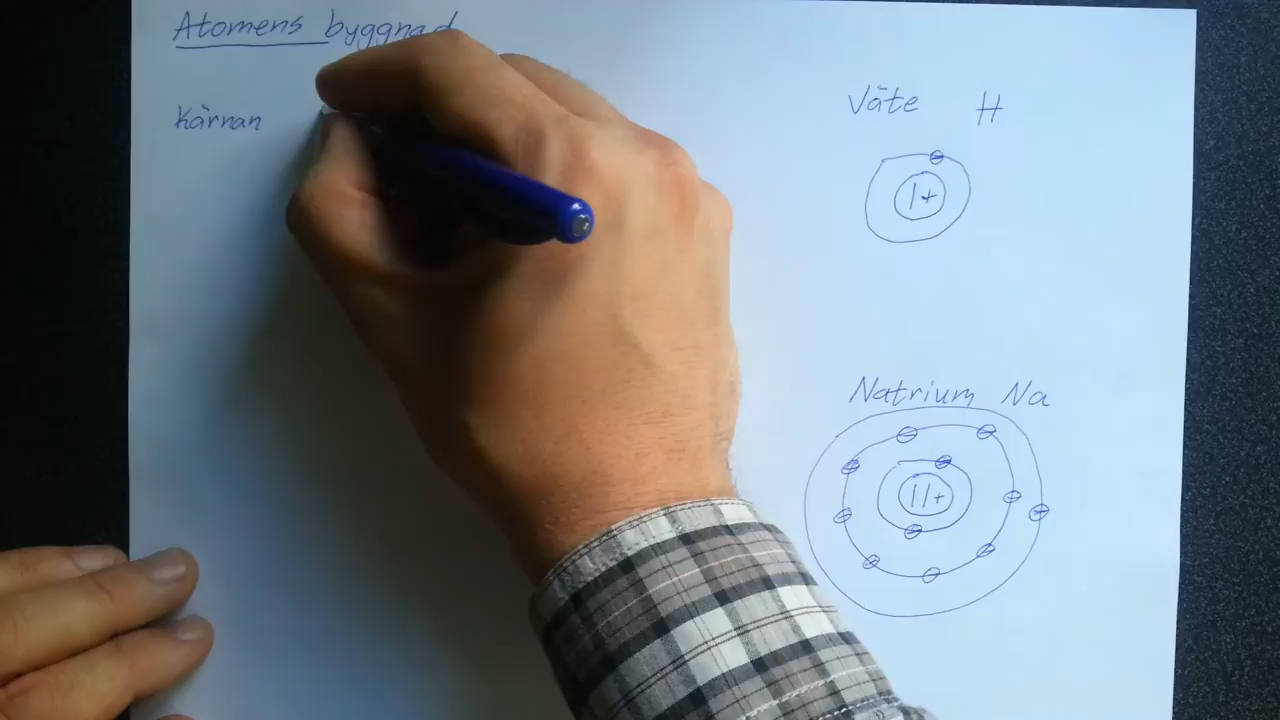 Atomens byggnad
Kärnan
Väte H
1+
Natrium Na
11+